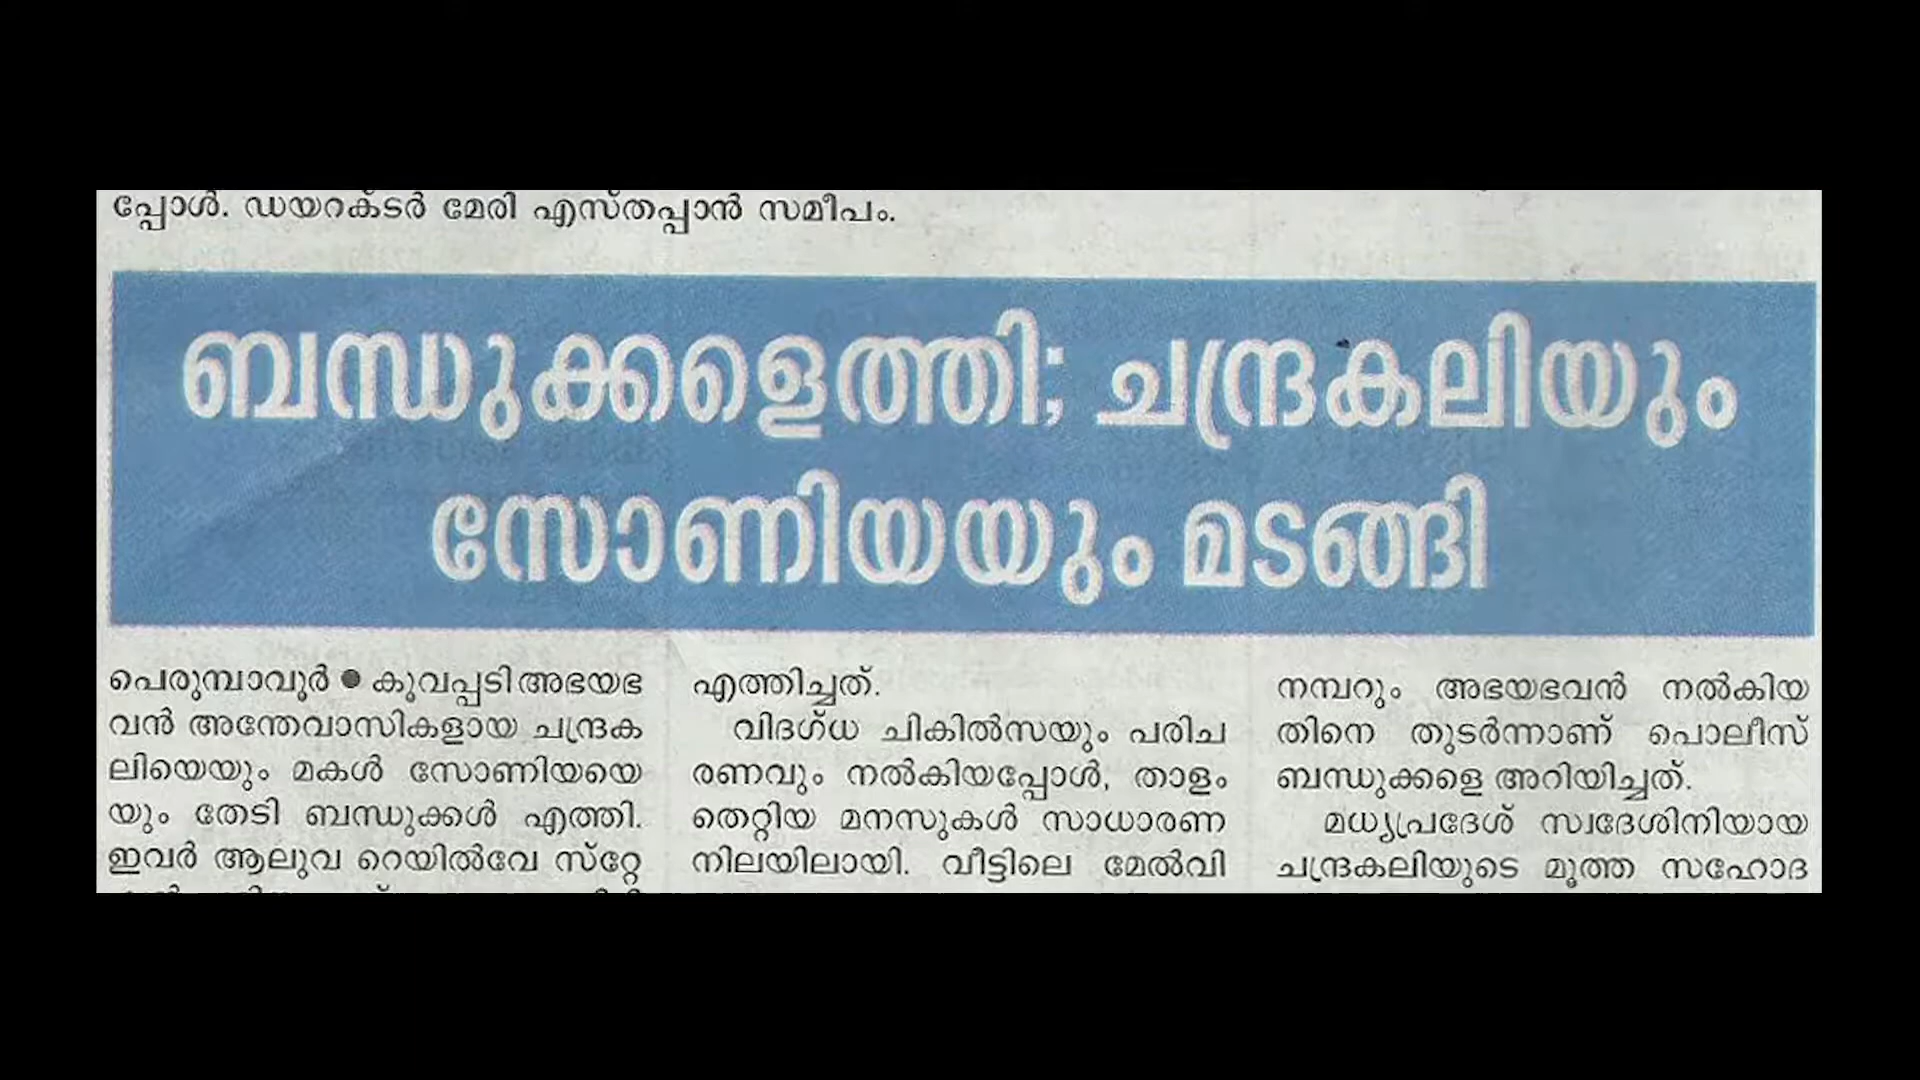 പ്പോൾ. ഡയറക്ടർ മേരി എസ്തപ്പാൻ സമീപം.
ബന്ധുക്കളെത്തി; ചന്ദ്രകലിയും
സോണിയയും മടങ്ങി
പെരുമ്പാവൂർ ● കൂവപ്പടി അഭയഭ
വൻ അന്തേവാസികളായ ചന്ദ്രക
ലിയെയും മകൾ സോണിയയെ
യും തേടി ബന്ധുക്കൾ എത്തി.
ഇവർ ആലുവ റെയിൽവേ സ്റ്റേ
എത്തിച്ചത്.
വിദഗ്ധ ചികിൽസയും പരിച
രണവും നൽകിയപ്പോൾ, താളം
തെറ്റിയ മനസുകൾ സാധാരണ
നിലയിലായി. വീട്ടിലെ മേൽവി
നമ്പറും അഭയഭവൻ നൽകിയ
തിനെ തുടർന്നാണ് പൊലീസ്
ബന്ധുക്കളെ അറിയിച്ചത്.
മധ്യപ്രദേശ് സ്വദേശിനിയായ
ചന്ദ്രകലിയുടെ മൂത്ത സഹോദ